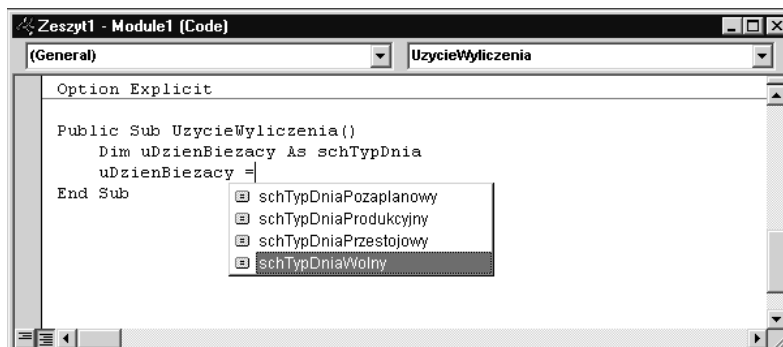 Zeszyt1 - Module1 (Code)
(General) UzycieWyliczenia
Option Explicit
Public Sub UzycieWyliczenia()
Dim uDzienBiezacy As schTypDnia
uDzienBiezacy =
End Sub
schTypDniaPozaplanowy
schTypDniaProdukcyjny
schTypDniaPrzestojowy
schTypDniaWolny